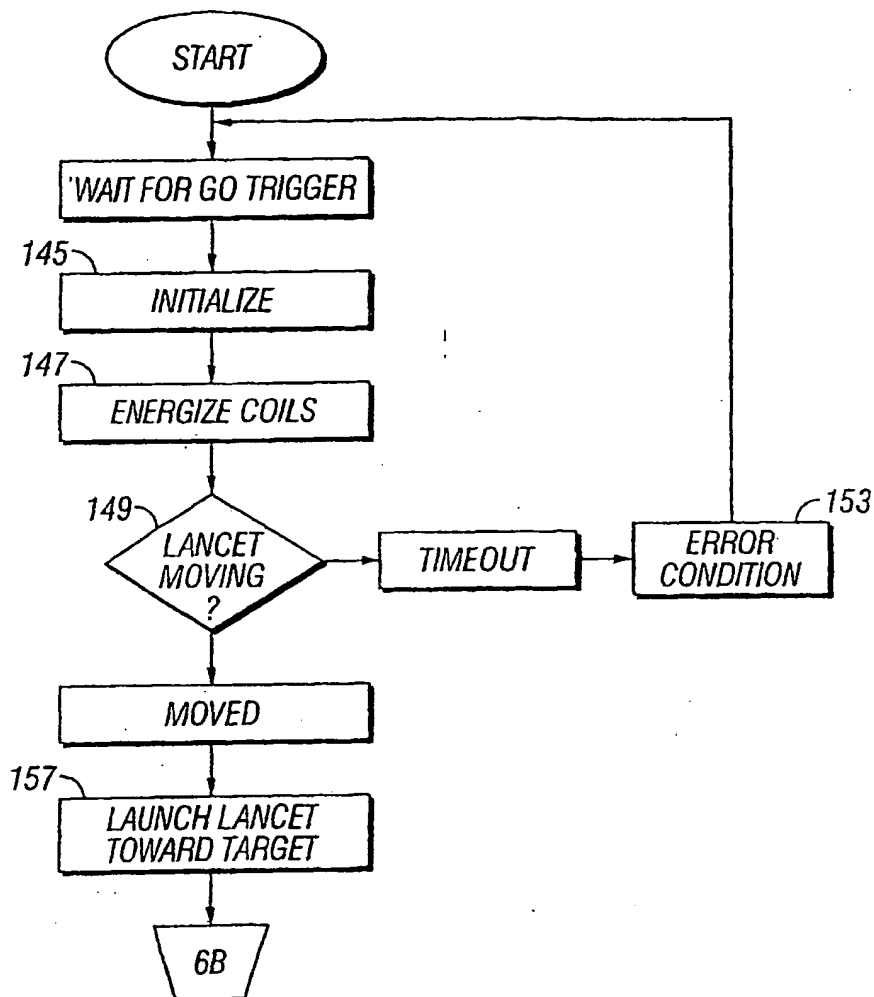 START
'WAIT FOR GO TRIGGER
145
INITIALIZE
147
ENERGIZE COILS
149
LANCET
MOVING
?
TIMEOUT
153
ERROR
CONDITION
MOVED
157
LAUNCH LANCET
TOWARD TARGET
6B